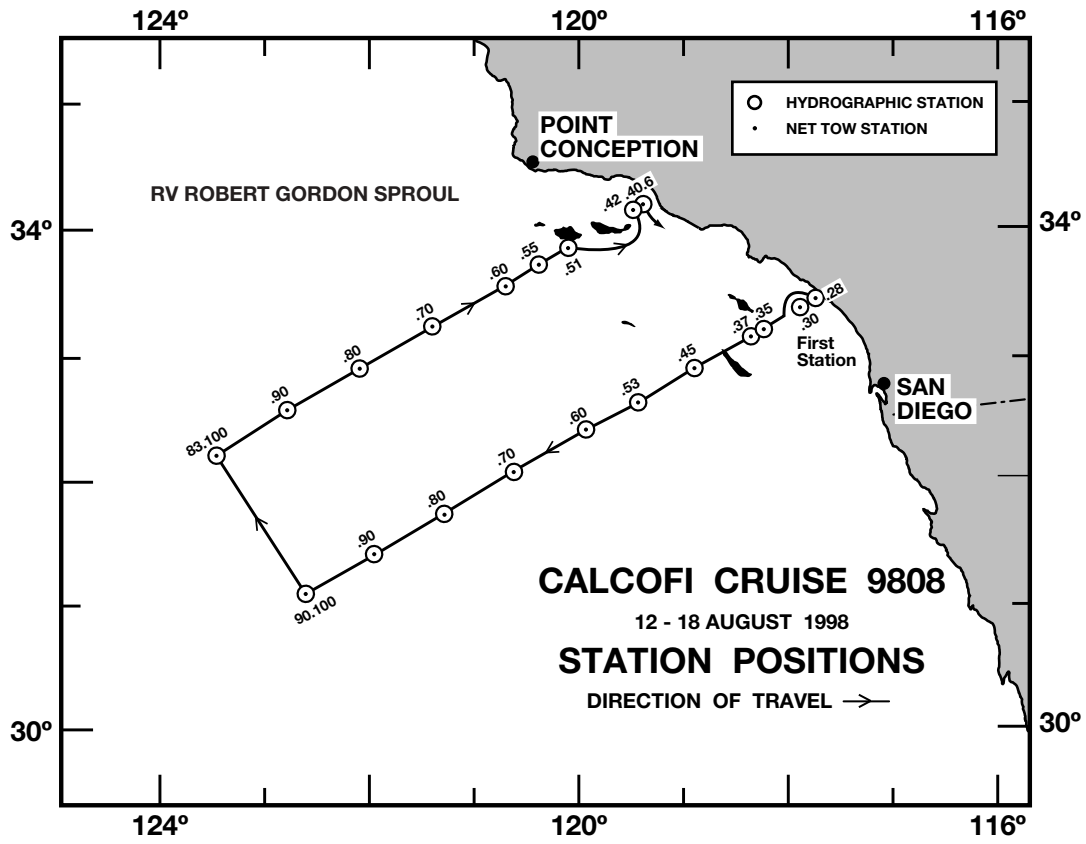 124º 120º 116º
HYDROGRAPHIC STATION
NET TOW STATION
POINT
CONCEPTION
RV ROBERT GORDON SPROUL
34º
34º
.42
.40.6
.51
.55
.60
.70
.80
.90
83.100
.28
.30
First
Station
.35
.37
.45
.53
.60
.70
.80
.90
90.100
SAN
DIEGO
CALCOFI CRUISE 9808
12 - 18 AUGUST 1998
STATION POSITIONS
DIRECTION OF TRAVEL
30º
30º
124º 120º 116º